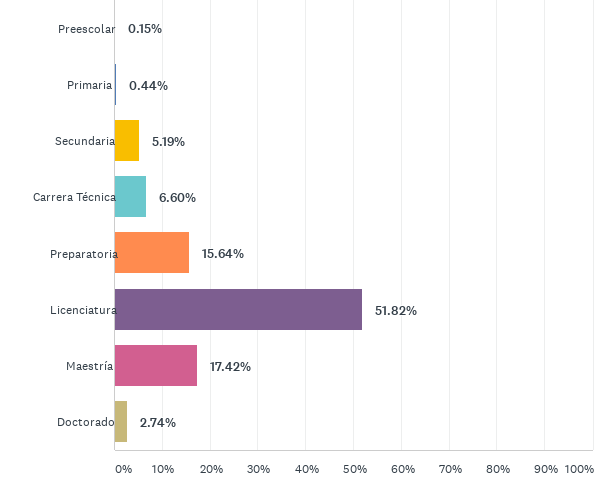 Preescolar 0.15%
Primaria 0.44%
Secundaria 5.19%
Carrera Técnica 6.60%
Preparatoria 15.64%
Licenciatura 51.82%
Maestría 17.42%
Doctorado 2.74%
0% 10% 20% 30% 40% 50% 60% 70% 80% 90% 100%